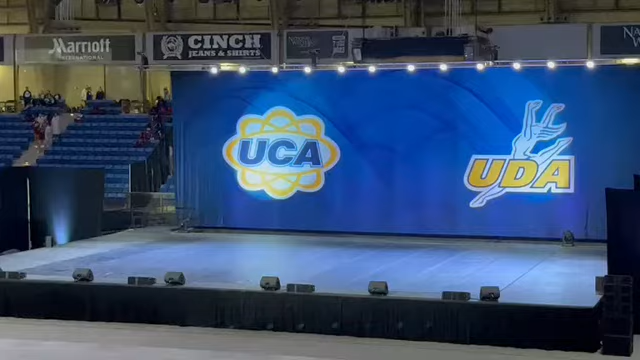 Marriott
INTERNATIONAL
CINCH
JEANS & SHIRTS
UCA
UDA